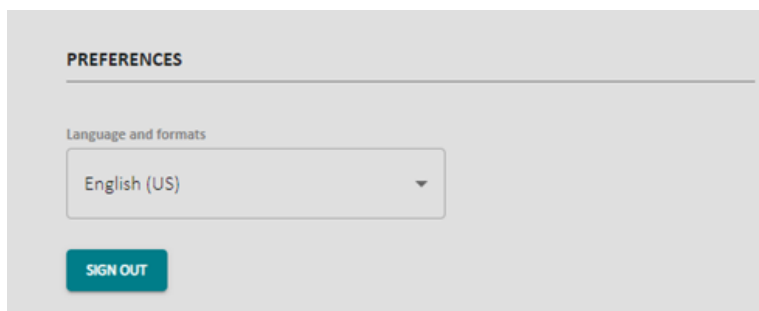 PREFERENCES
Language and formats
English (US)
SIGN OUT